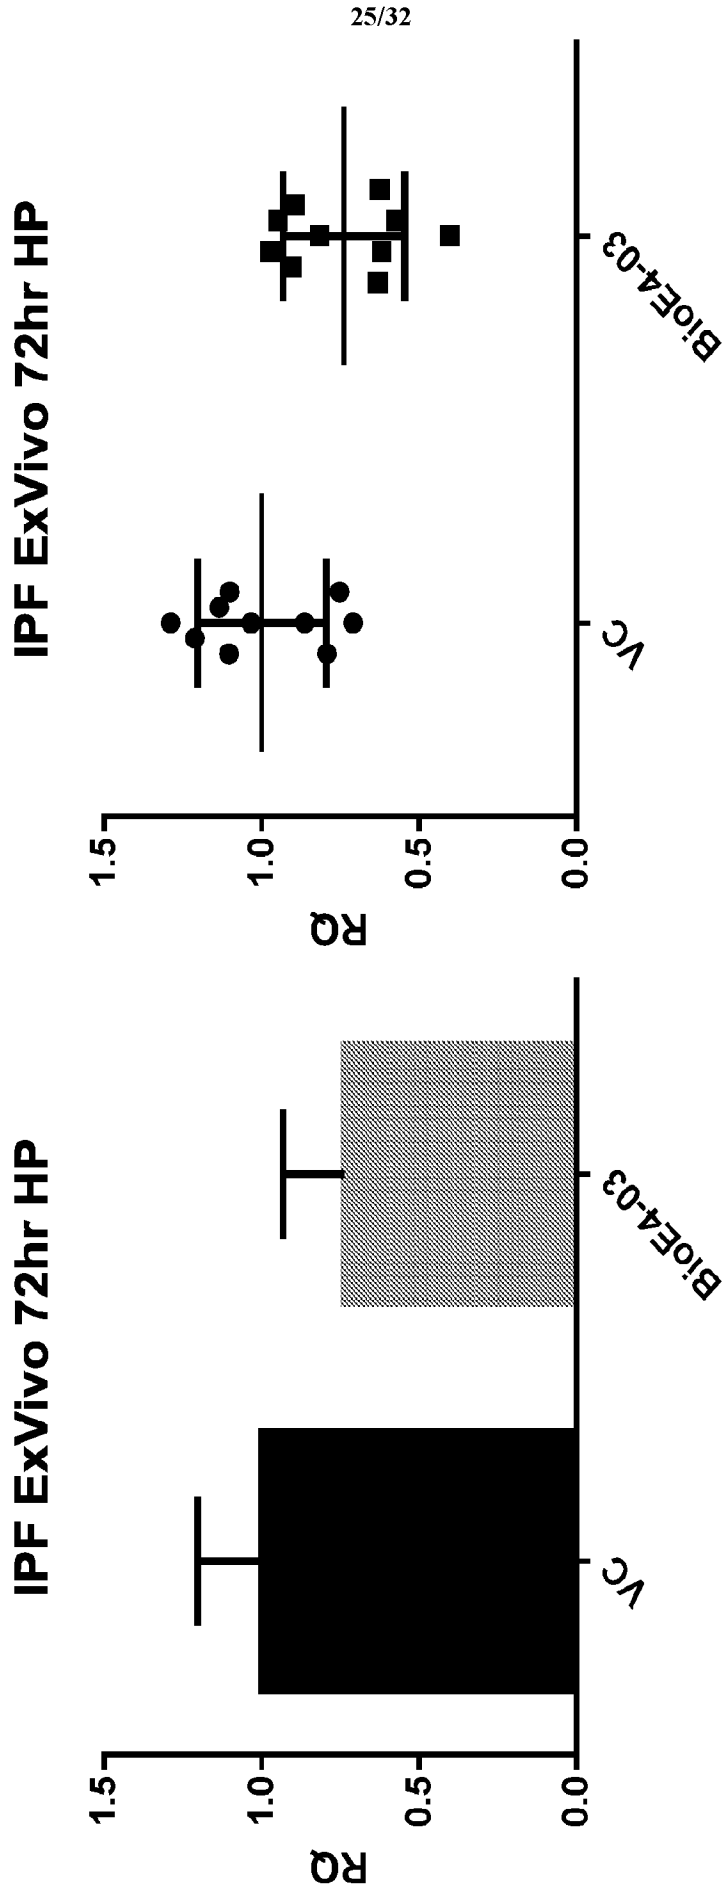 25/32
IPF ExVivo 72hr HP
RQ
1.5
1.0
0.5
0.0
VC
BioE4-03
IPF ExVivo 72hr HP
RQ
1.5
1.0
0.5
0.0
VC
BioE4-03